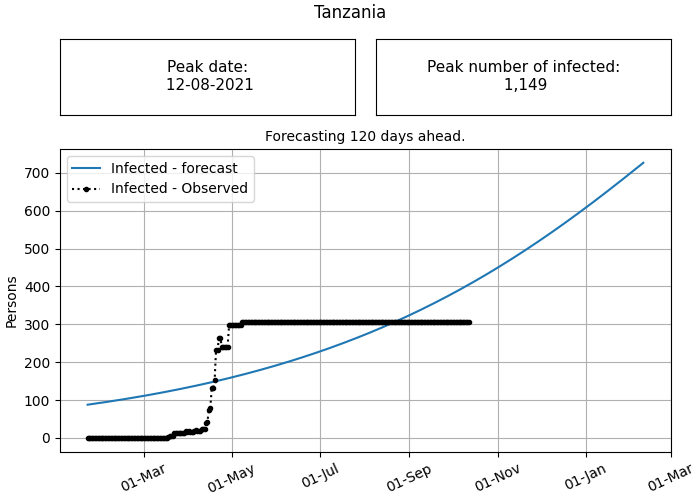 Tanzania
Peak date:
12-08-2021
Peak number of infected:
1,149
Forecasting 120 days ahead.
Infected - forecast
Infected - Observed
Persons
700
600
500
400
300
200
100
0
01-Mar
01-May
01-Jul
01-Sep
01-Nov
01-Jan
01-Mar